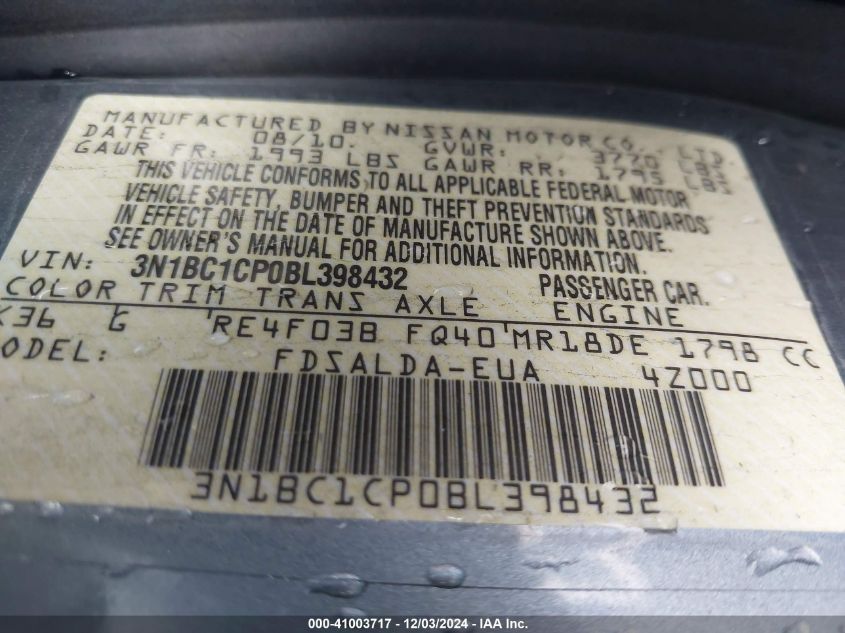 MANUFACTURED BY NISSAN MOTOR CO., LTD.
DATE: 08/10. GVWR: 3770 LBS
GAWR FR: 1993 LBS GAWR RR: 1795 LBS
THIS VEHICLE CONFORMS TO ALL APPLICABLE FEDERAL MOTOR
VEHICLE SAFETY, BUMPER AND THEFT PREVENTION STANDARDS
IN EFFECT ON THE DATE OF MANUFACTURE SHOWN ABOVE.
SEE OWNER'S MANUAL FOR ADDITIONAL INFORMATION.
VIN: 3N1BC1CP0BL398432 PASSENGER CAR.
COLOR TRIM TRANS AXLE ENGINE
K36 G RE4F03B FQ40 MR18DE 1798 CC
ODEL: FDSALDA-EUA 4Z000
3N1BC1CP0BL398432
000-41003717 - 12/03/2024 - IAA, Inc.